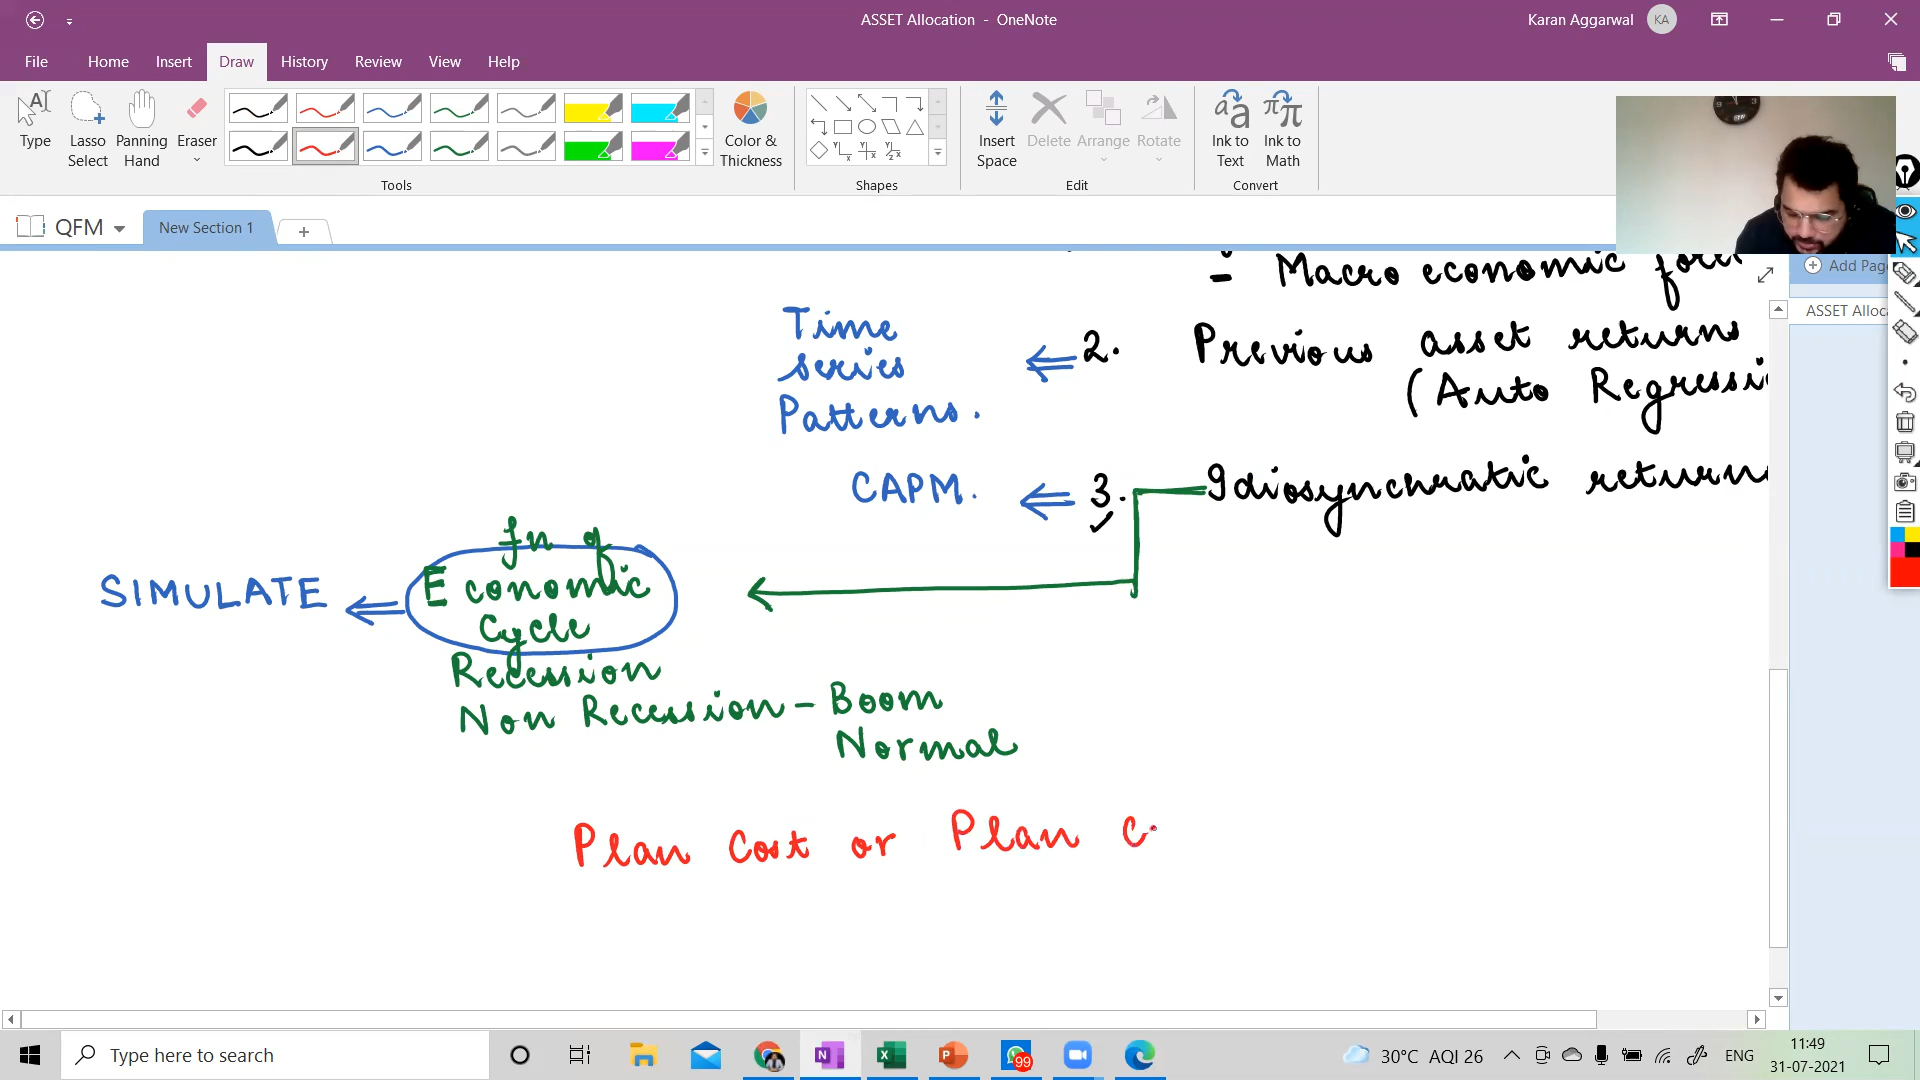 ASSET Allocation - OneNote
Karan Aggarwal KA
File Home Insert Draw History Review View Help
Type
Lasso Select
Panning Hand
Eraser
Color & Thickness
Insert Space
Delete
Arrange
Rotate
Ink to Text
Ink to Math
Tools
Shapes
Edit
Convert
QFM
New Section 1
+
Add Page
ASSET Alloc
= Macro economic
Time
series
Patterns.
2. Previous asset returns
(Auto Regressi
CAPM.
3. Idiosynchratic returns
SIMULATE
fn of
Economic
Cycle
Recession
Non Recession - Boom
Normal
Plan Cost or Plan C
Type here to search
99
30°C AQI 26
ENG
11:49
31-07-2021